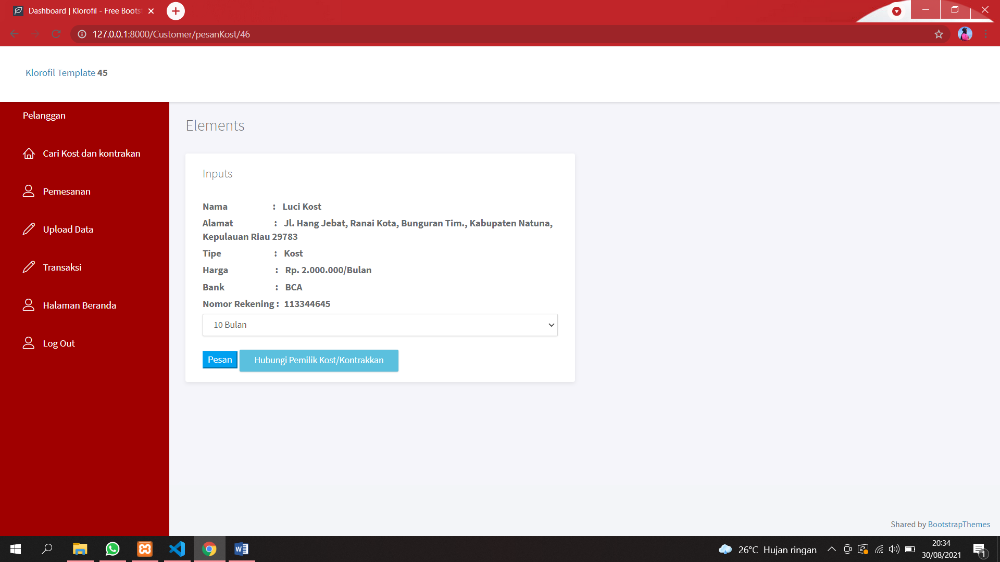 Dashboard | Klorofil - Free Boots
127.0.0.1:8000/Customer/pesanKost/46
Klorofil Template 45
Pelanggan
Cari Kost dan kontrakan
Pemesanan
Upload Data
Transaksi
Halaman Beranda
Log Out
Elements
Inputs
Nama : Luci Kost
Alamat : Jl. Hang Jebat, Ranai Kota, Bunguran Tim., Kabupaten Natuna,
Kepulauan Riau 29783
Tipe : Kost
Harga : Rp. 2.000.000/Bulan
Bank : BCA
Nomor Rekening : 113344645
10 Bulan
Pesan
Hubungi Pemilik Kost/Kontrakkan
Shared by BootstrapThemes
26°C Hujan ringan
20:34
30/08/2021
1